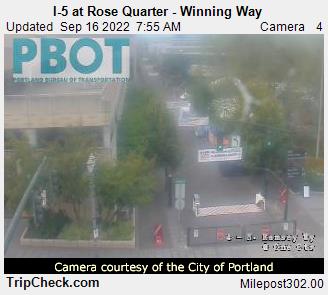 I-5 at Rose Quarter - Winning Way
Updated  Sep 16 2022  7:55 AM
Camera   4
PBOT
PORTLAND BUREAU OF TRANSPORTATION
Camera courtesy of the City of Portland
TripCheck.com
Milepost302.00